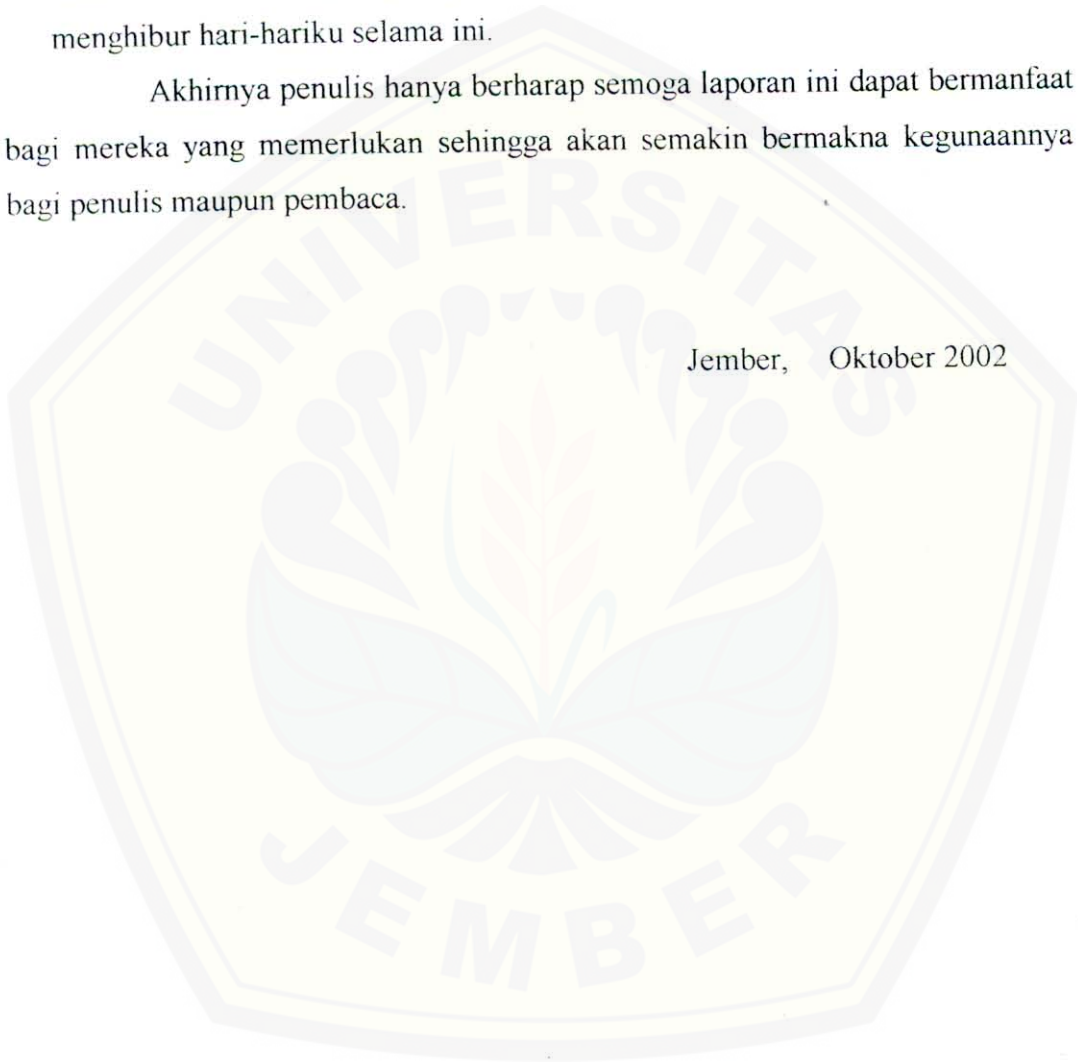 menghibur hari-hariku selama ini.
Akhirnya penulis hanya berharap semoga laporan ini dapat bermanfaat
bagi mereka yang memerlukan sehingga akan semakin bermakna kegunaannya
bagi penulis maupun pembaca.
UNIVERSITAS
Jember, Oktober 2002
JEMBER